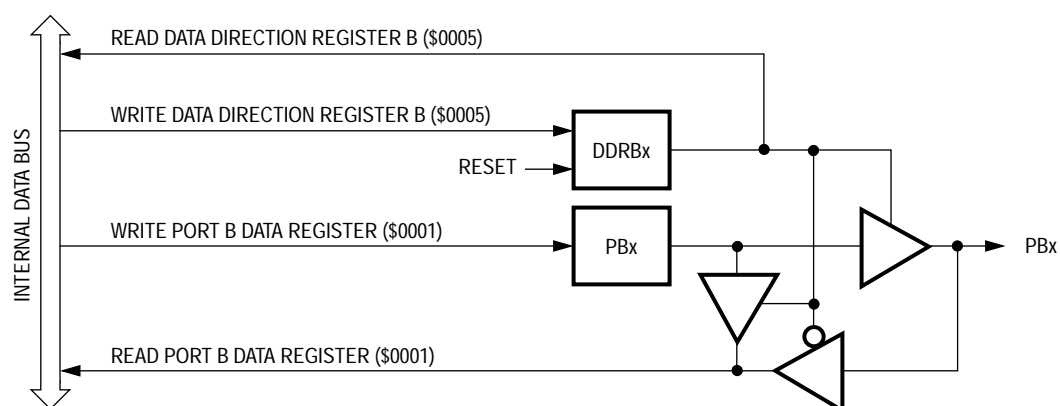 READ DATA DIRECTION REGISTER B ($0005)
WRITE DATA DIRECTION REGISTER B ($0005)
RESET
DDRBx
INTERNAL DATA BUS
WRITE PORT B DATA REGISTER ($0001)
PBx
PBx
READ PORT B DATA REGISTER ($0001)